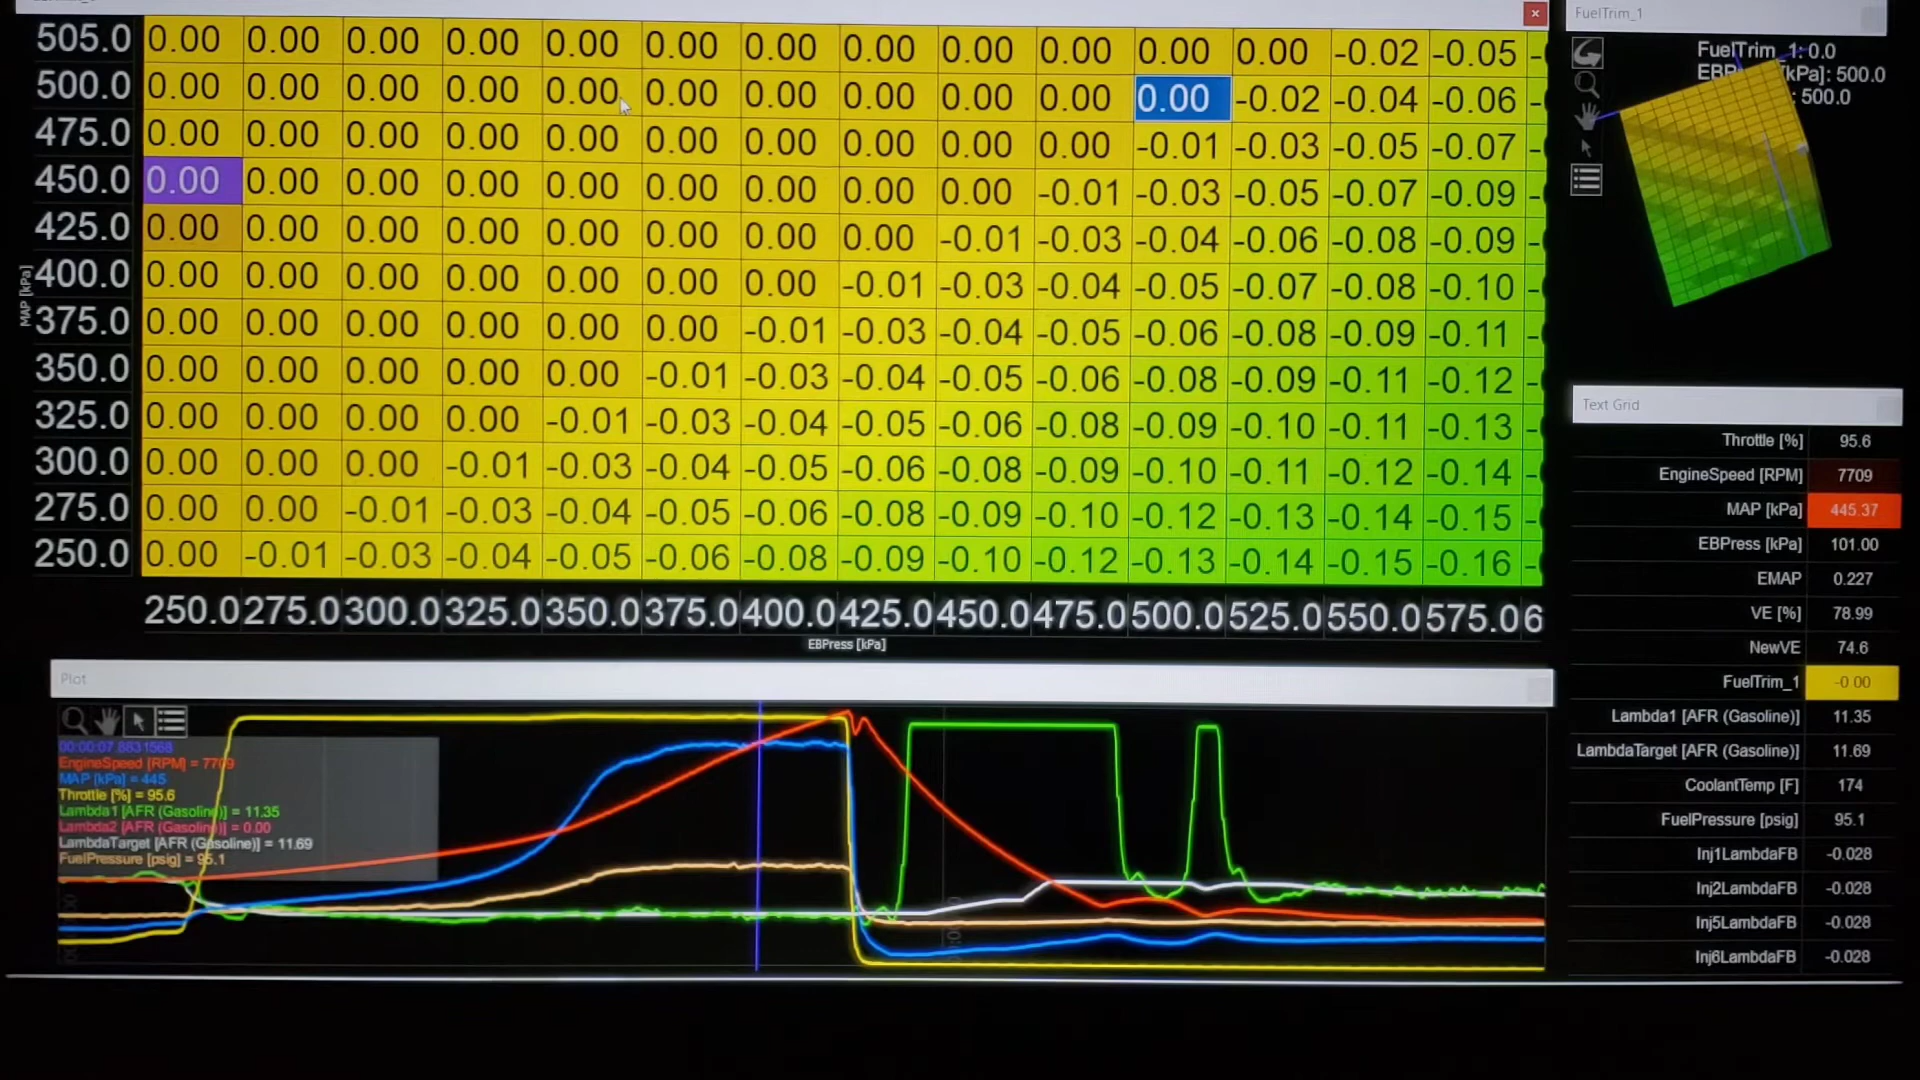 505.0 0.00 0.00 0.00 0.00 0.00 0.00 0.00 0.00 0.00 0.00 0.00 0.00 -0.02 -0.05
500.0 0.00 0.00 0.00 0.00 0.00 0.00 0.00 0.00 0.00 0.00 0.00 -0.02 -0.04 -0.06
475.0 0.00 0.00 0.00 0.00 0.00 0.00 0.00 0.00 0.00 0.00 -0.01 -0.03 -0.05 -0.07
450.0 0.00 0.00 0.00 0.00 0.00 0.00 0.00 0.00 0.00 -0.01 -0.03 -0.05 -0.07 -0.09
425.0 0.00 0.00 0.00 0.00 0.00 0.00 0.00 0.00 -0.01 -0.03 -0.04 -0.06 -0.08 -0.09
400.0 0.00 0.00 0.00 0.00 0.00 0.00 0.00 -0.01 -0.03 -0.04 -0.05 -0.07 -0.08 -0.10
375.0 0.00 0.00 0.00 0.00 0.00 0.00 -0.01 -0.03 -0.04 -0.05 -0.06 -0.08 -0.09 -0.11
350.0 0.00 0.00 0.00 0.00 0.00 -0.01 -0.03 -0.04 -0.05 -0.06 -0.08 -0.09 -0.11 -0.12
325.0 0.00 0.00 0.00 0.00 -0.01 -0.03 -0.04 -0.05 -0.06 -0.08 -0.09 -0.10 -0.11 -0.13
300.0 0.00 0.00 0.00 -0.01 -0.03 -0.04 -0.05 -0.06 -0.08 -0.09 -0.10 -0.11 -0.12 -0.14
275.0 0.00 0.00 -0.01 -0.03 -0.04 -0.05 -0.06 -0.08 -0.09 -0.10 -0.12 -0.13 -0.14 -0.15
250.0 0.00 -0.01 -0.03 -0.04 -0.05 -0.06 -0.08 -0.09 -0.10 -0.12 -0.13 -0.14 -0.15 -0.16
MAP [kPa]
250.0 275.0 300.0 325.0 350.0 375.0 400.0 425.0 450.0 475.0 500.0 525.0 550.0 575.0 6
EBPress [kPa]
FuelTrim_1
FuelTrim_1: 0.0
[kPa]: 500.0
: 500.0
Text Grid
Throttle [%] 95.6
EngineSpeed [RPM] 7709
MAP [kPa] 445.37
EBPress [kPa] 101.00
EMAP 0.227
VE [%] 78.99
NewVE 74.6
FuelTrim_1 -0.00
Lambda1 [AFR (Gasoline)] 11.35
LambdaTarget [AFR (Gasoline)] 11.69
CoolantTemp [F] 174
FuelPressure [psig] 95.1
Inj1LambdaFB -0.028
Inj2LambdaFB -0.028
Inj5LambdaFB -0.028
Inj6LambdaFB -0.028
Plot
00:00:07.8831568
EngineSpeed [RPM] = 7709
MAP [kPa] = 445
Throttle [%] = 95.6
Lambda1 [AFR (Gasoline)] = 11.35
Lambda2 [AFR (Gasoline)] = 0.00
LambdaTarget [AFR (Gasoline)] = 11.69
FuelPressure [psig] = 95.1